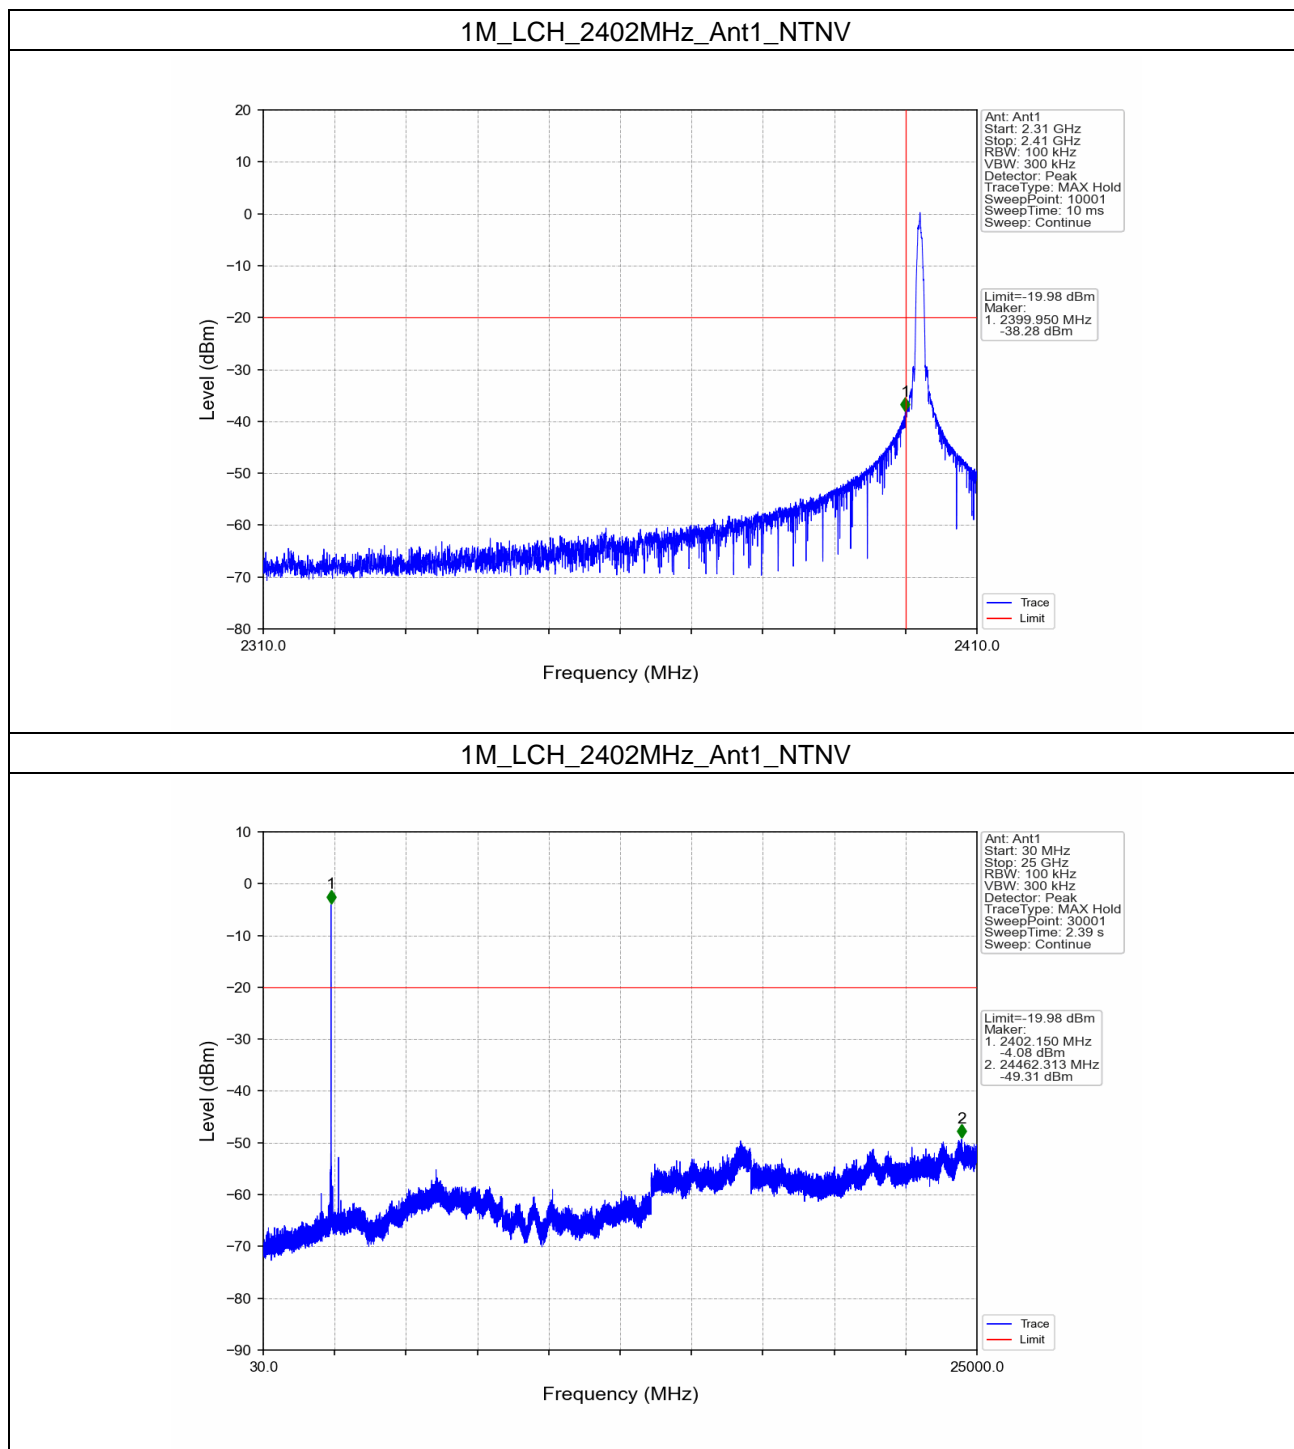 1M_LCH_2402MHz_Ant1_NTNV
20
10
0
−10
−20
−30
−40
−50
−60
−70
−80
Level (dBm)
1
2310.0
2410.0
Frequency (MHz)
Ant: Ant1
Start: 2.31 GHz
Stop: 2.41 GHz
RBW: 100 kHz
VBW: 300 kHz
Detector: Peak
TraceType: MAX Hold
SweepPoint: 10001
SweepTime: 10 ms
Sweep: Continue
Limit=-19.98 dBm
Maker:
1. 2399.950 MHz
-38.28 dBm
Trace
Limit
1M_LCH_2402MHz_Ant1_NTNV
10
0
−10
−20
−30
−40
−50
−60
−70
−80
−90
Level (dBm)
1
2
30.0
25000.0
Frequency (MHz)
Ant: Ant1
Start: 30 MHz
Stop: 25 GHz
RBW: 100 kHz
VBW: 300 kHz
Detector: Peak
TraceType: MAX Hold
SweepPoint: 30001
SweepTime: 2.39 s
Sweep: Continue
Limit=-19.98 dBm
Maker:
1. 2402.150 MHz
-4.08 dBm
2. 24462.313 MHz
-49.31 dBm
Trace
Limit